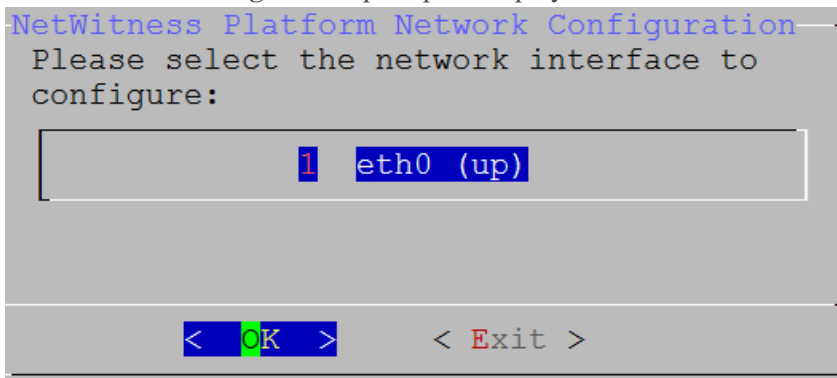 NetWitness Platform Network Configuration
Please select the network interface to
configure:
1 eth0 (up)
< OK > < Exit >